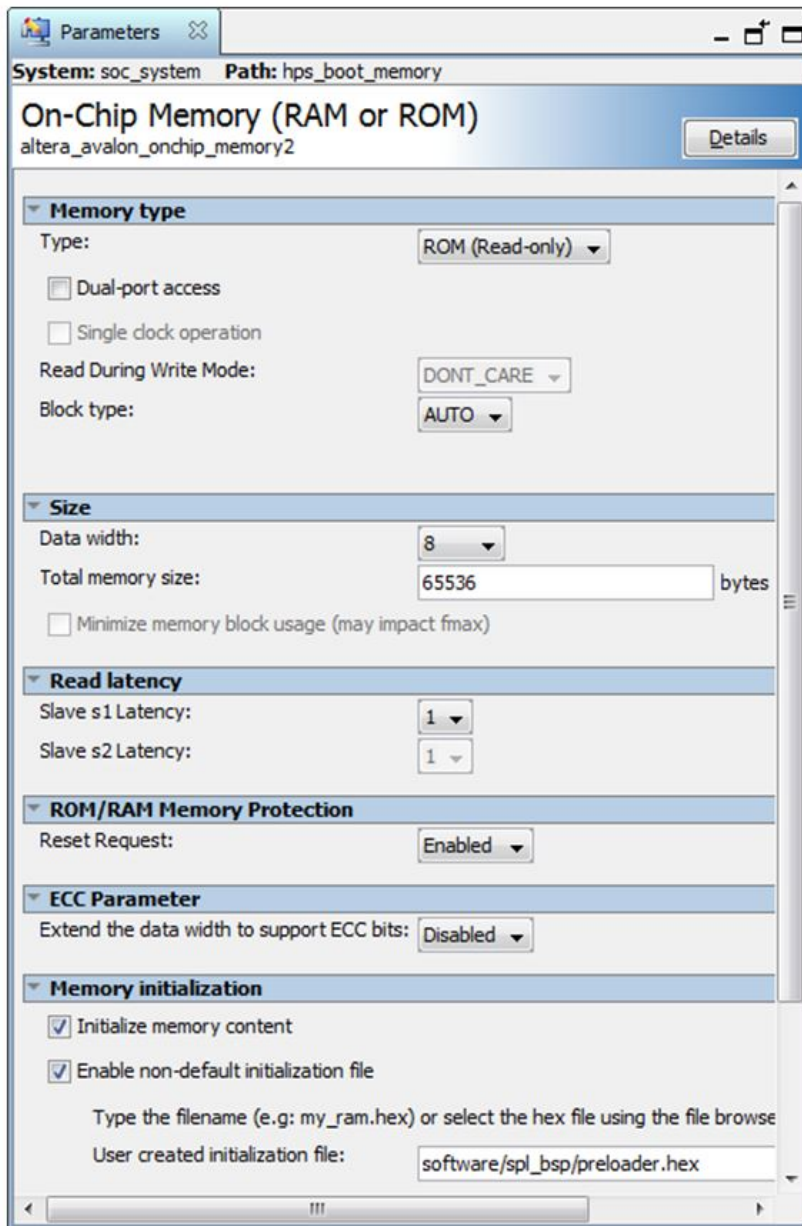 Parameters
System: soc_system Path: hps_boot_memory
On-Chip Memory (RAM or ROM)
altera_avalon_onchip_memory2
Details
Memory type
Type: ROM (Read-only)
Dual-port access
Single clock operation
Read During Write Mode: DONT_CARE
Block type: AUTO
Size
Data width: 8
Total memory size: 65536 bytes
Minimize memory block usage (may impact fmax)
Read latency
Slave s1 Latency: 1
Slave s2 Latency: 1
ROM/RAM Memory Protection
Reset Request: Enabled
ECC Parameter
Extend the data width to support ECC bits: Disabled
Memory initialization
Initialize memory content
Enable non-default initialization file
Type the filename (e.g: my_ram.hex) or select the hex file using the file browse
User created initialization file: software/spl_bsp/preloader.hex